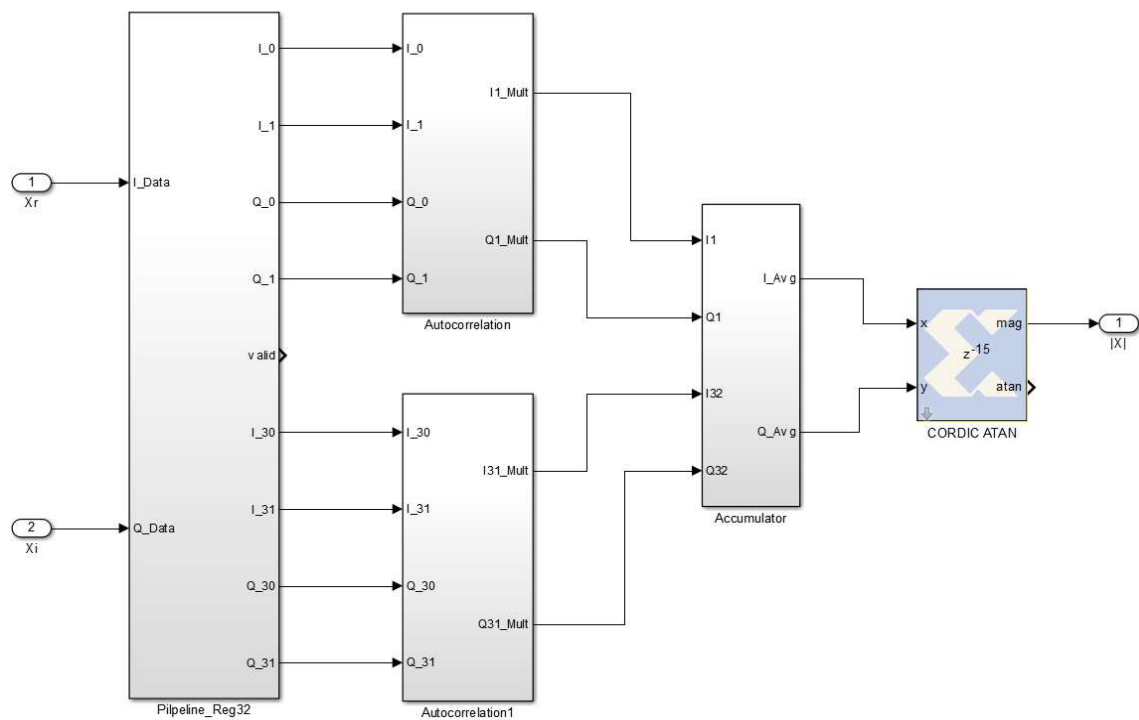 1
Xr
2
Xi
I_Data
Q_Data
I_0
I_1
Q_0
Q_1
valid
I_30
I_31
Q_30
Q_31
Pilpeline_Reg32
I_0
I_1
Q_0
Q_1
I1_Mult
Q1_Mult
Autocorrelation
I_30
I_31
Q_30
Q_31
I31_Mult
Q31_Mult
Autocorrelation1
I1
Q1
I32
Q32
I_Avg
Q_Avg
Accumulator
x
y
z-15
mag
atan
CORDIC ATAN
1
|X|